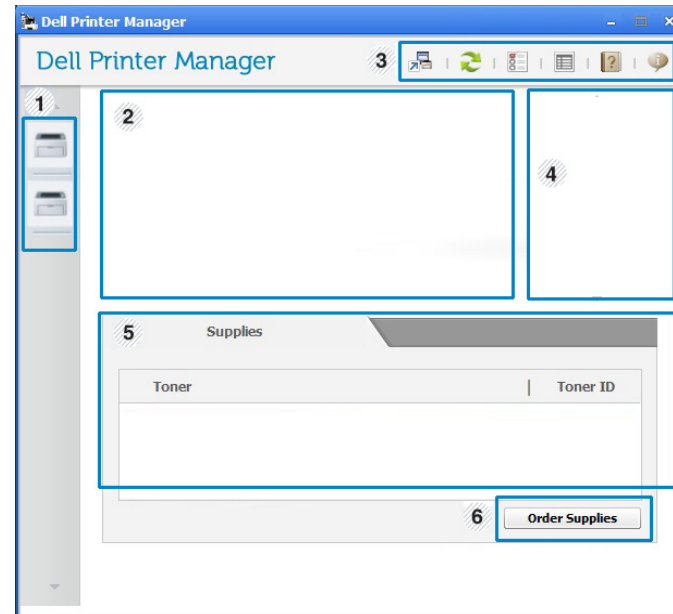 Dell Printer Manager
Dell Printer Manager
3
1
2
4
5
Supplies
Toner
Toner ID
6
Order Supplies